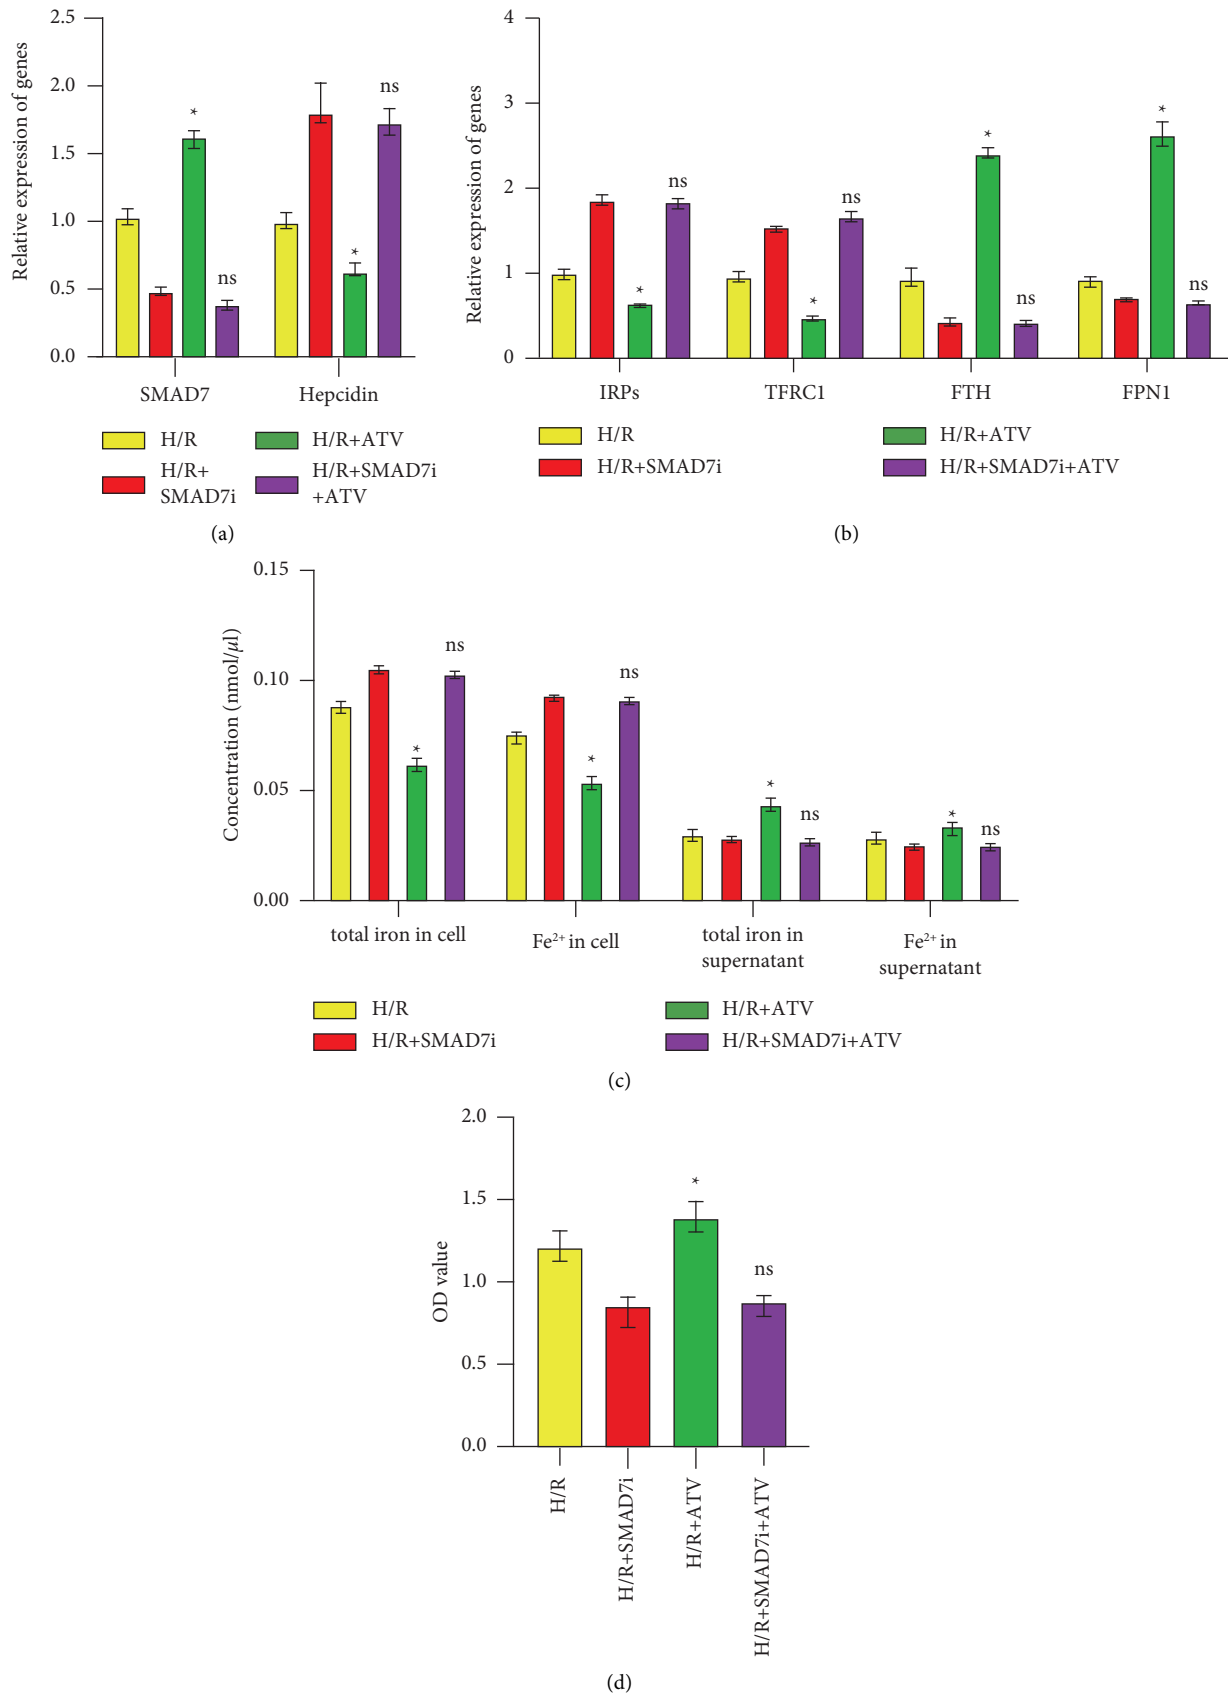 Relative expression of genes
2.5
2.0
1.5
1.0
0.5
0.0
*
ns
*
ns
SMAD7
Hepcidin
H/R
H/R+ATV
H/R+
SMAD7i
H/R+SMAD7i
+ATV
(a)
Relative expression of genes
4
3
2
1
0
*
ns
*
ns
*
ns
*
ns
IRPs
TFRC1
FTH
FPN1
H/R
H/R+ATV
H/R+SMAD7i
H/R+SMAD7i+ATV
(b)
Concentration (nmol/μl)
0.15
0.10
0.05
0.00
*
ns
*
ns
*
ns
*
ns
total iron in cell
Fe²⁺ in cell
total iron in
supernatant
Fe²⁺ in
supernatant
H/R
H/R+ATV
H/R+SMAD7i
H/R+SMAD7i+ATV
(c)
OD value
2.0
1.5
1.0
0.5
0.0
*
ns
H/R
H/R+SMAD7i
H/R+ATV
H/R+SMAD7i+ATV
(d)